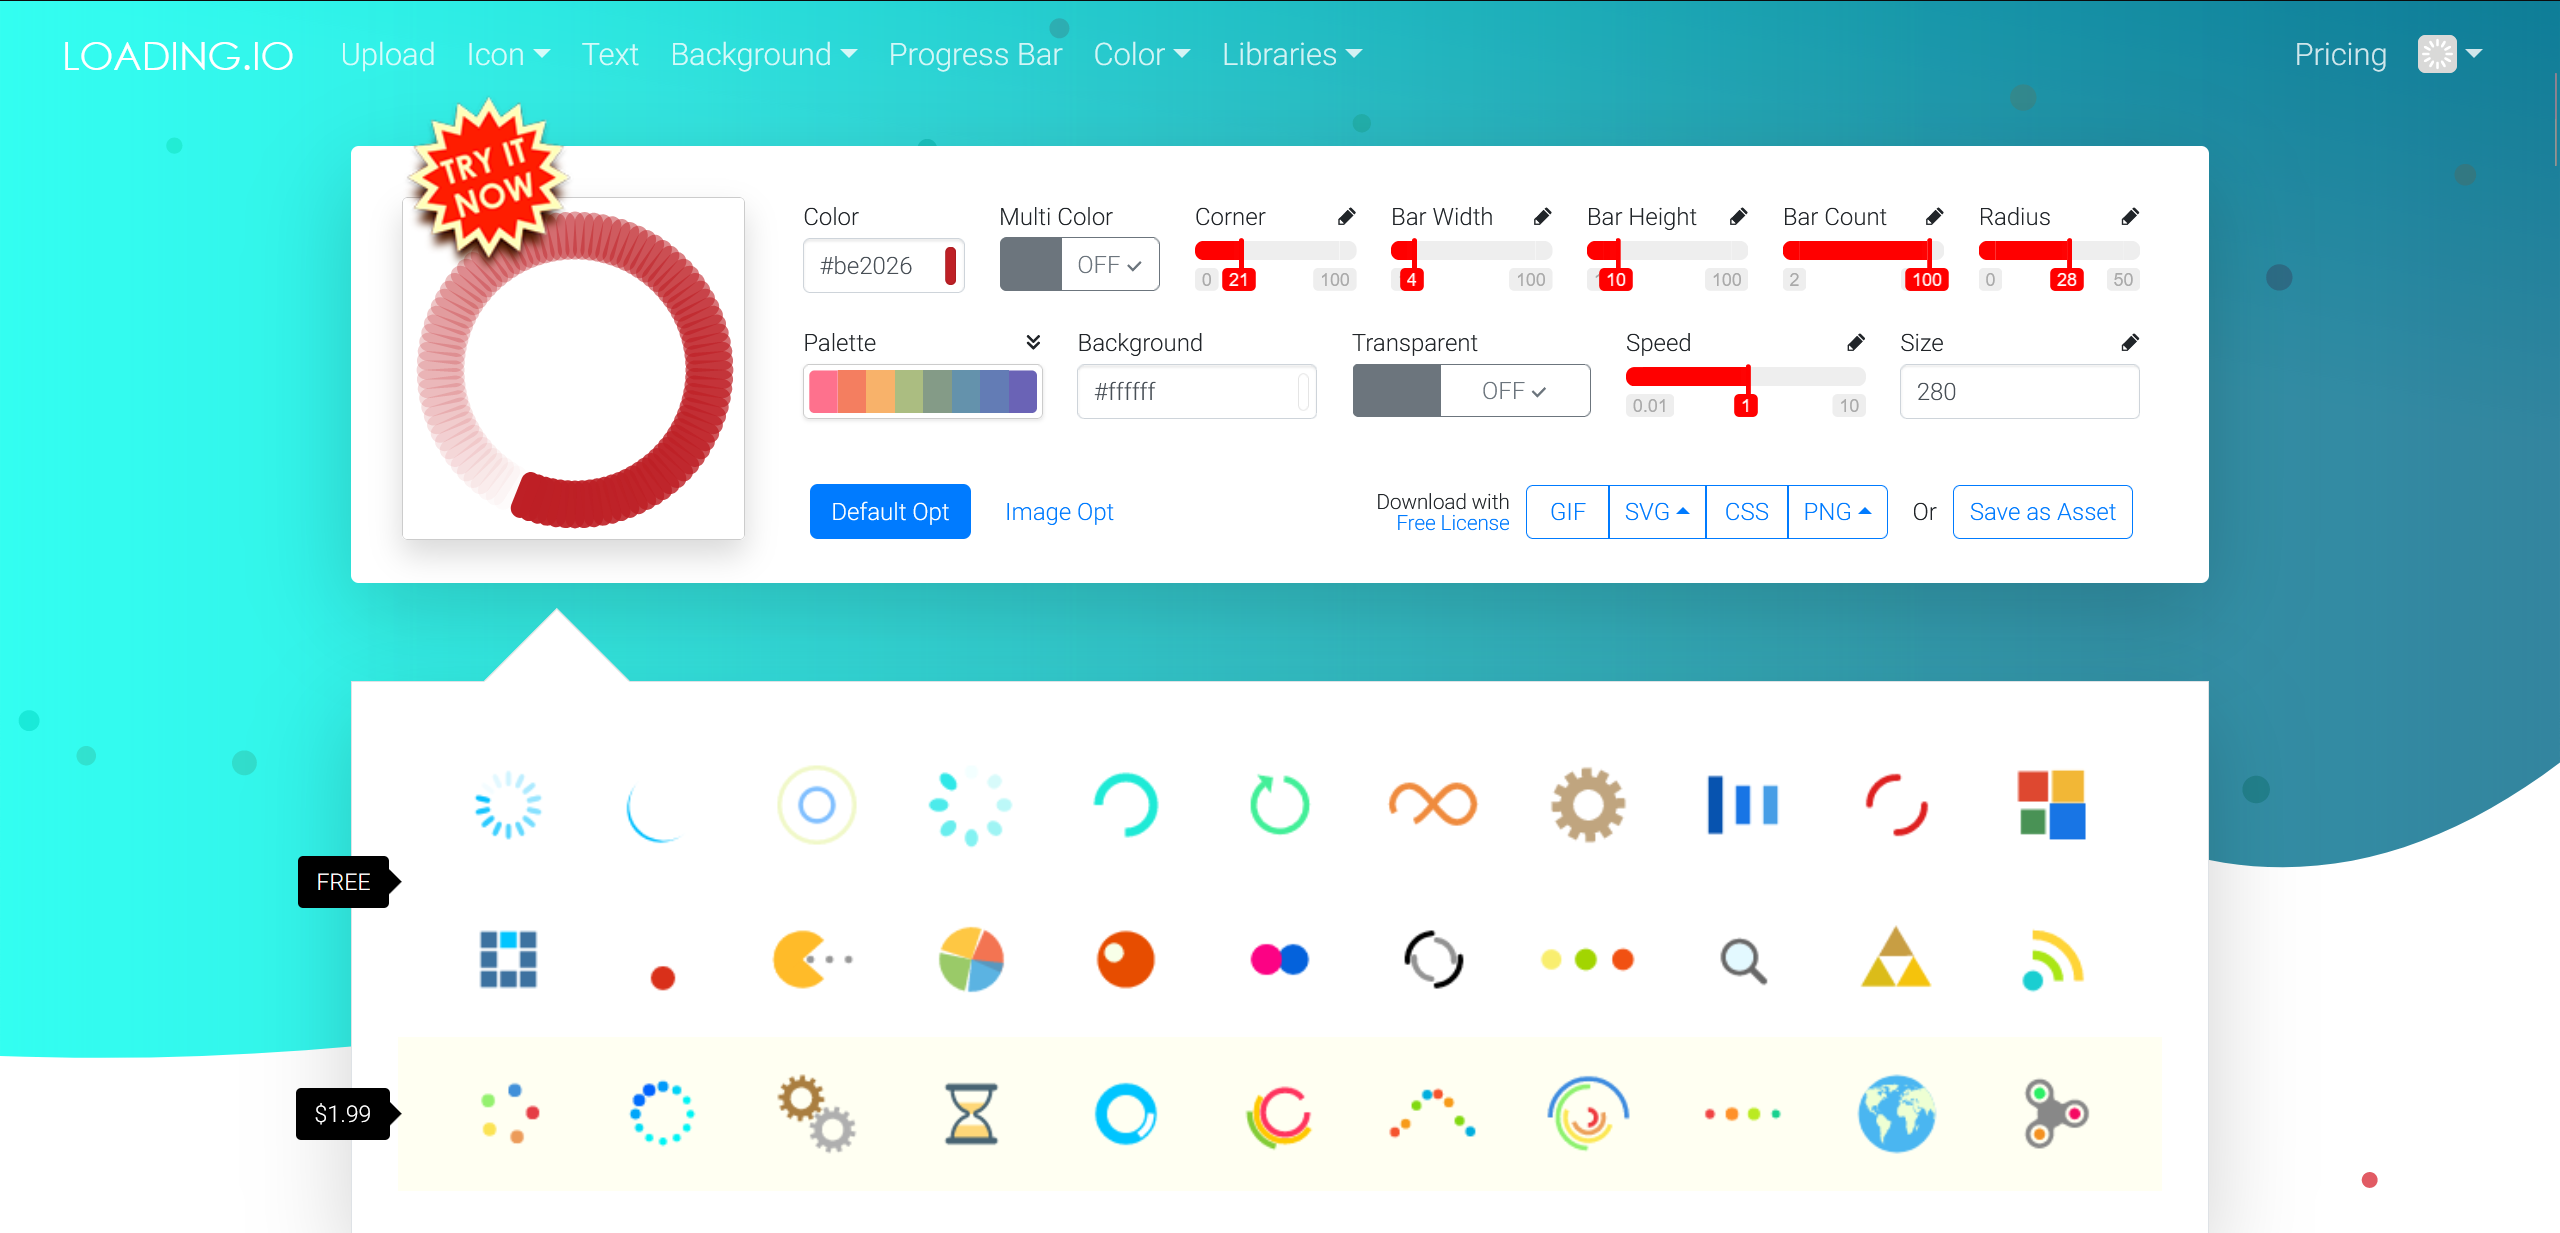 LOADING.IO Upload Icon Text Background Progress Bar Color Libraries Pricing
TRY IT
NOW
Color Multi Color Corner Bar Width Bar Height Bar Count Radius
#be2026 OFF
0 21 100 4 100 10 100 2 100 0 28 50
Palette Background Transparent Speed Size
#ffffff OFF 280
0.01 1 10
Default Opt Image Opt
Download with
Free License
GIF SVG CSS PNG Or Save as Asset
FREE
$1.99